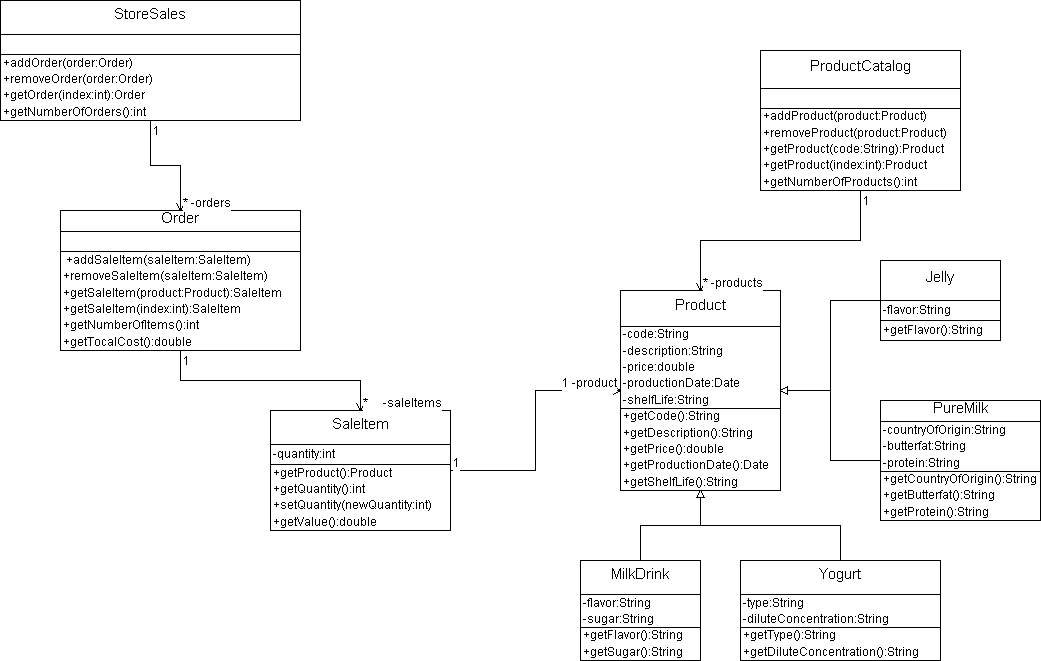 StoreSales
+addOrder(order:Order)
+removeOrder(order:Order)
+getOrder(index:int):Order
+getNumberOfOrders():int
1
* -orders
Order
+addSaleItem(saleItem:SaleItem)
+removeSaleItem(saleItem:SaleItem)
+getSaleItem(product:Product):SaleItem
+getSaleItem(index:int):SaleItem
+getNumberOfItems():int
+getTocalCost():double
1
* -saleItems
SaleItem
-quantity:int
+getProduct():Product
+getQuantity():int
+setQuantity(newQuantity:int)
+getValue():double
1
1 -product
ProductCatalog
+addProduct(product:Product)
+removeProduct(product:Product)
+getProduct(code:String):Product
+getProduct(index:int):Product
+getNumberOfProducts():int
1
* -products
Product
-code:String
-description:String
-price:double
-productionDate:Date
-shelfLife:String
+getCode():String
+getDescription():String
+getPrice():double
+getProductionDate():Date
+getShelfLife():String
Jelly
-flavor:String
+getFlavor():String
PureMilk
-countryOfOrigin:String
-butterfat:String
-protein:String
+getCountryOfOrigin():String
+getButterfat():String
+getProtein():String
MilkDrink
-flavor:String
-sugar:String
+getFlavor():String
+getSugar():String
Yogurt
-type:String
-diluteConcentration:String
+getType():String
+getDiluteConcentration():String